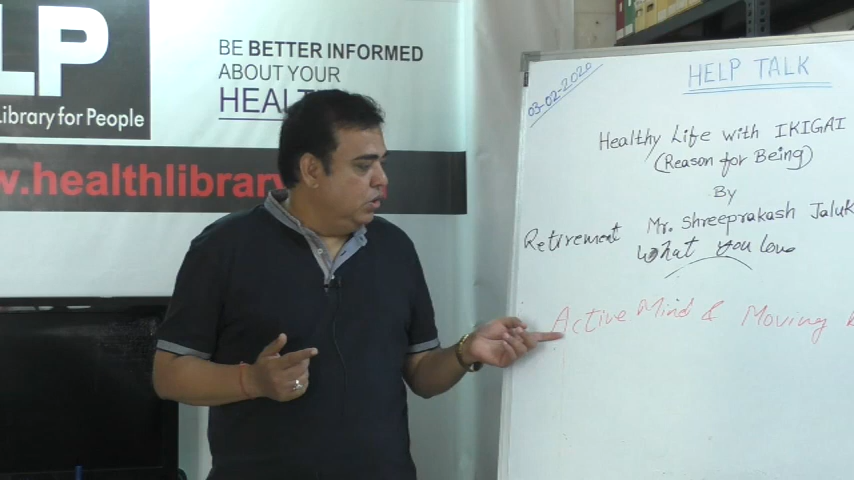 LP
Library for People
BE BETTER INFORMED
ABOUT YOUR
HEAL
w.healthlibrary
03-02-2020
HELP TALK
Healthy Life with IKIGAI
(Reason for Being)
By
Mr. Shreeprakash Jaluk
Retirement
What you love
Active Mind & Moving